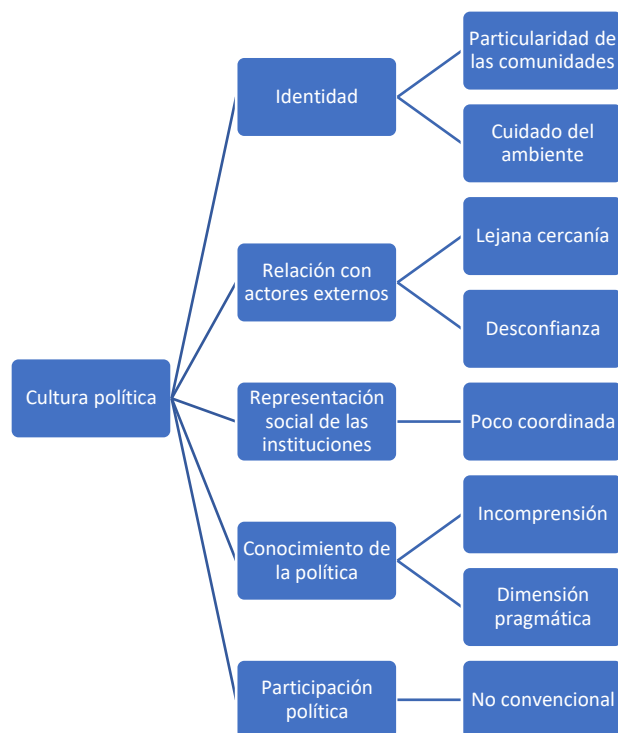 Cultura política
Identidad
Particularidad de
las comunidades
Cuidado del
ambiente
Relación con
actores externos
Lejana cercanía
Desconfianza
Representación
social de las
instituciones
Poco coordinada
Conocimiento de
la política
Incomprensión
Dimensión
pragmática
Participación
política
No convencional